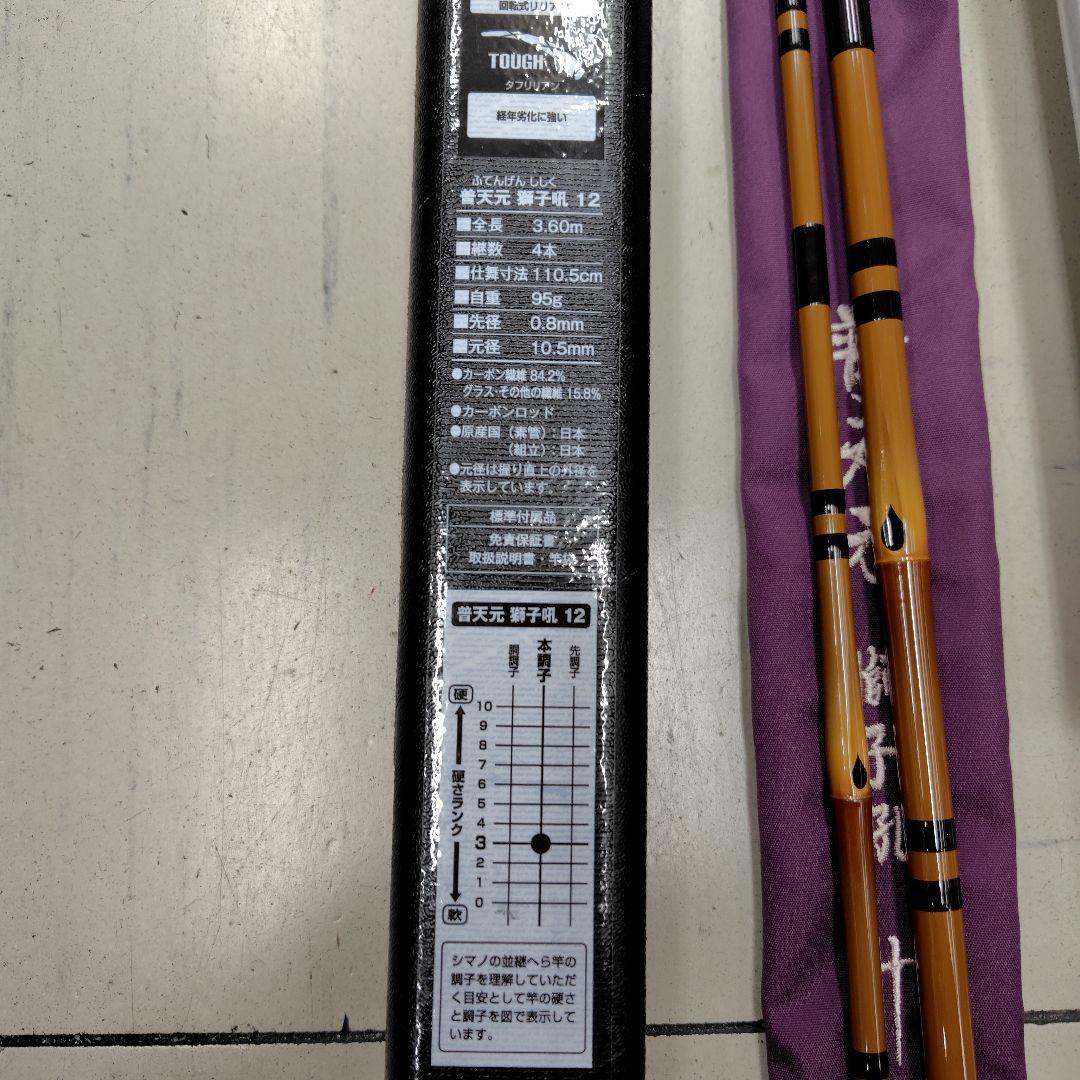 回転式リリアン
TOUGH
タフリリアン
経年劣化に強い
ふてんげん ししく
普天元 獅子吼 12
■全長 3.60m
■継数 4本
■仕舞寸法 110.5cm
■自重 95g
■先径 0.8mm
■元径 10.5mm
●カーボン繊維 84.2%
グラス・その他の繊維 15.8%
●カーボンロッド
●原産国（素管）：日本
（組立）：日本
●元径は握り直上の外径を
表示しています。
標準付属品
免責保証書
取扱説明書・竿袋
普天元 獅子吼 12
胴調子
本調子
先調子
硬
10
9
8
7
6
5
4
3
2
1
0
硬さランク
軟
シマノの並継へら竿の
調子を理解していただ
く目安として竿の硬さ
と調子を図で表示して
います。
普天元 獅子吼 十